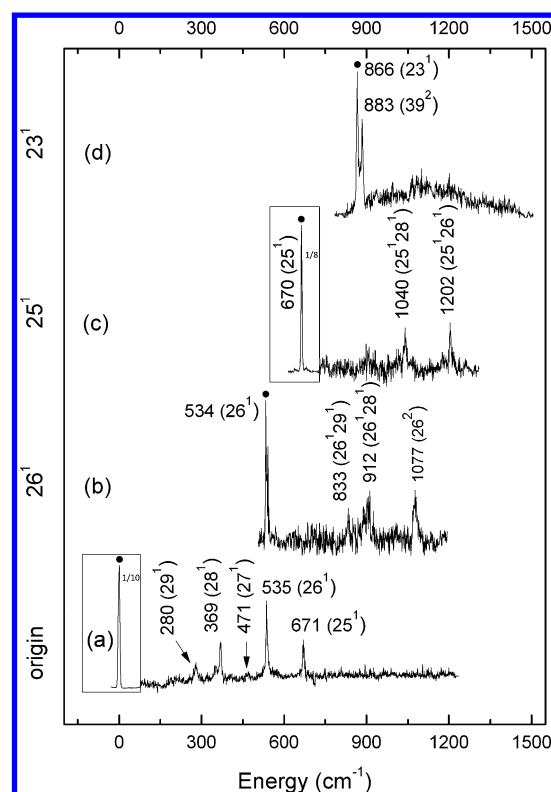 0 300 600 900 1200 1500
866 (23¹)
883 (39²)
23¹
(d)
670 (25¹)
1/8
1040 (25¹28¹)
1202 (25¹26¹)
25¹
(c)
534 (26¹)
833 (26¹29¹)
912 (26¹28¹)
1077 (26²)
26¹
(b)
1/10
280 (29¹)
369 (28¹)
471 (27¹)
535 (26¹)
671 (25¹)
origin
(a)
0 300 600 900 1200 1500
Energy (cm⁻¹)